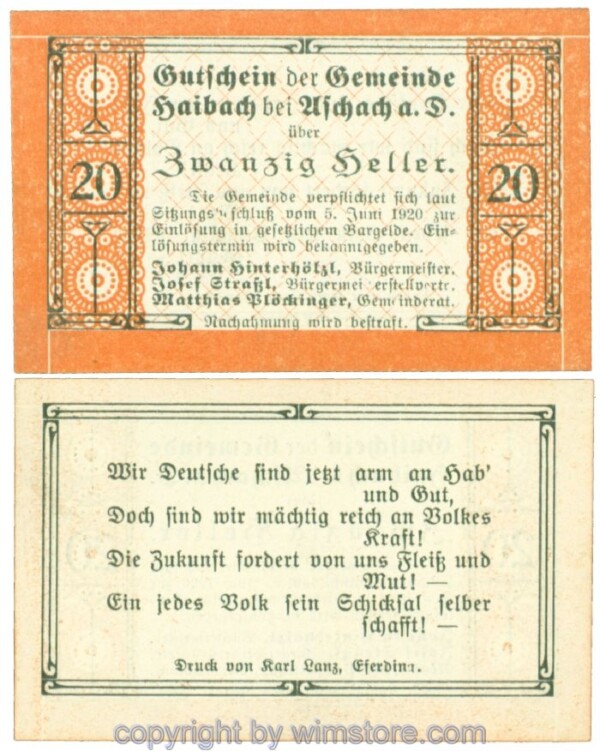 Gutschein der Gemeinde
Haibach bei Aschach a. D.
über
20 Zwanzig Heller. 20
Die Gemeinde verpflichtet sich laut
Sitzungsbeschluß vom 5. Juni 1920 zur
Einlösung in gesetzlichem Bargelde. Ein-
lösungstermin wird bekanntgegeben.
Johann Hinterhölzl, Bürgermeister.
Josef Straßl, Bürgermeisterstellvertr.
Matthias Plöckinger, Gemeinderat.
Nachahmung wird bestraft.
Wir Deutsche sind jetzt arm an Hab'
und Gut,
Doch sind wir mächtig reich an Volkes
Kraft!
Die Zukunft fordert von uns Fleiß und
Mut! —
Ein jedes Volk sein Schicksal selber
schafft! —
Druck von Karl Lanz, Eferding.
copyright by wimstore.com